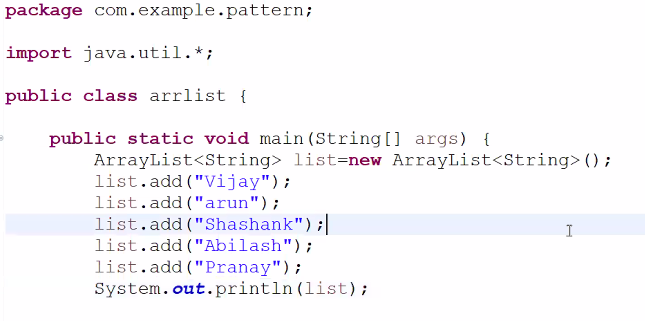 package com.example.pattern;
import java.util.*;
public class arrlist {
public static void main(String[] args) {
ArrayList<String> list=new ArrayList<String>();
list.add("Vijay");
list.add("arun");
list.add("Shashank");
list.add("Abilash");
list.add("Pranay");
System.out.println(list);